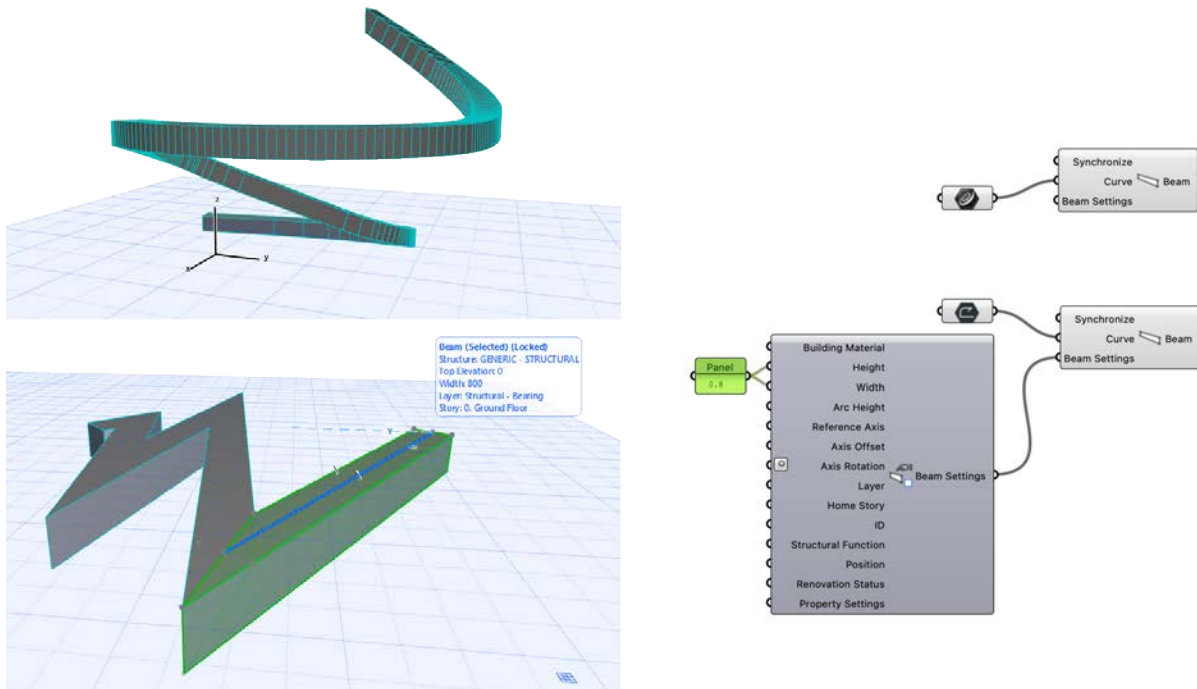 z
x
y
Beam (Selected) (Locked)
Structure: GENERIC - STRUCTURAL
Top Elevation: 0
Width: 800
Layer: Structural - Bearing
Story: 0. Ground Floor
Y
Synchronize
Curve
Beam
Beam Settings
Synchronize
Curve
Beam
Beam Settings
Panel
0.8
Building Material
Height
Width
Arc Height
Reference Axis
Axis Offset
Axis Rotation
Layer
Beam Settings
Home Story
ID
Structural Function
Position
Renovation Status
Property Settings